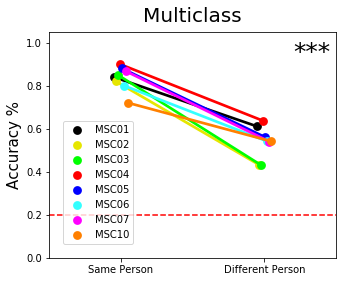 Multiclass
***
Accuracy %
1.0
0.8
0.6
0.4
0.2
0.0
MSC01
MSC02
MSC03
MSC04
MSC05
MSC06
MSC07
MSC10
Same Person
Different Person